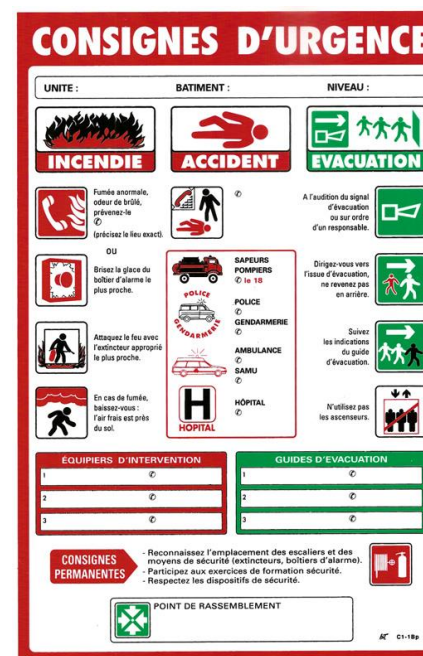 CONSIGNES D'URGENCE
UNITE :
BATIMENT :
NIVEAU :
INCENDIE
ACCIDENT
EVACUATION
Fumée anormale,
odeur de brûlé,
prévenez-le
✆
(précisez le lieu exact).
OU
Brisez la glace du
boîtier d'alarme le
plus proche.
Attaquez le feu avec
l'extincteur approprié
le plus proche.
En cas de fumée,
baissez-vous :
l'air frais est près
du sol.
✆
SAPEURS
POMPIERS
✆ le 18
POLICE
GENDARMERIE
POLICE
✆
GENDARMERIE
✆
AMBULANCE
✆
SAMU
✆
H
HOPITAL
HÔPITAL
✆
A l'audition du signal
d'évacuation
ou sur ordre
d'un responsable.
Dirigez-vous vers
l'issue d'évacuation,
ne revenez pas
en arrière.
Suivez
les indications
du guide
d'évacuation.
N'utilisez pas
les ascenseurs.
ÉQUIPIERS D'INTERVENTION
1 ✆
2 ✆
3 ✆
GUIDES D'EVACUATION
1 ✆
2 ✆
3 ✆
CONSIGNES
PERMANENTES
- Reconnaissez l'emplacement des escaliers et des
moyens de sécurité (extincteurs, boîtiers d'alarme).
- Participez aux exercices de formation sécurité.
- Respectez les dispositifs de sécurité.
POINT DE RASSEMBLEMENT
C1-1Bp